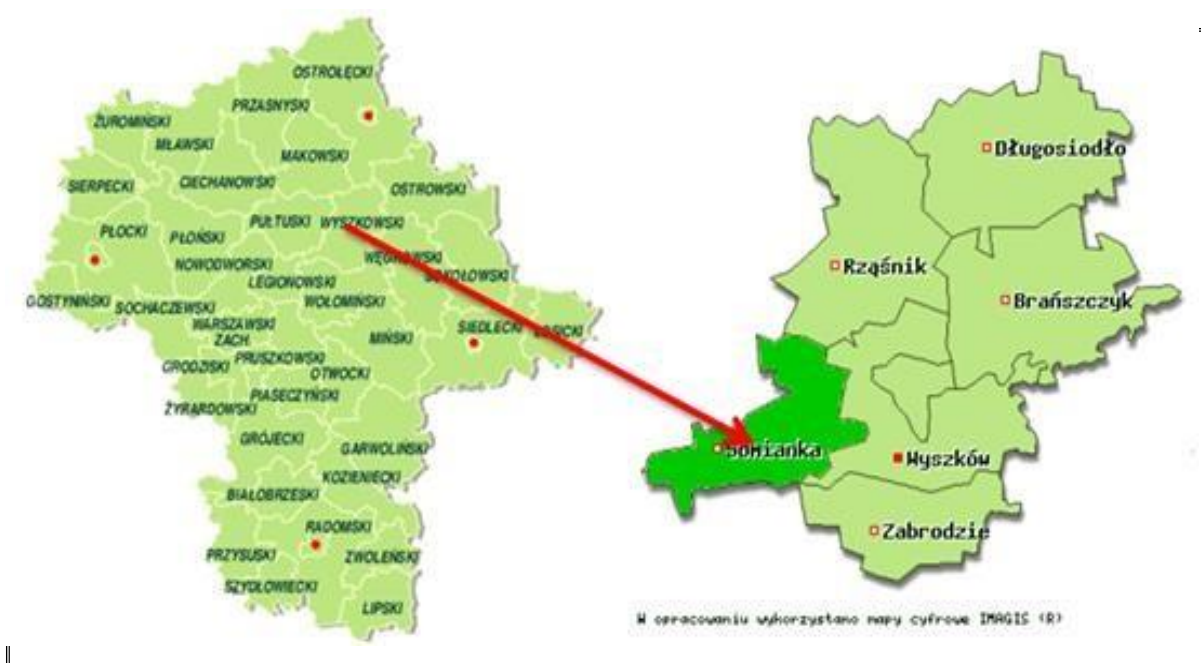 OSTROŁĘCKI
PRZASNYSKI
ŻUROMIŃSKI
MŁAWSKI
MAKOWSKI
SIERPECKI
CIECHANOWSKI
OSTROWSKI
PŁOCKI
PŁOŃSKI
PUŁTUSKI
WYSZKOWSKI
NOWODWORSKI
WĘGROWSKI
LEGIONOWSKI
SOKOŁOWSKI
GOSTYNIŃSKI
SOCHACZEWSKI
WOŁOMIŃSKI
WARSZAWSKI
ZACH.
MIŃSKI
SIEDLECKI
ŁOSICKI
GRODZISKI
PRUSZKOWSKI
OTWOCKI
ŻYRARDOWSKI
PIASECZYŃSKI
GRÓJECKI
GARWOLIŃSKI
KOZIENICKI
BIAŁOBRZESKI
RADOMSKI
PRZYSUSKI
ZWOLEŃSKI
SZYDŁOWIECKI
LIPSKI
Długosiodło
Rząśnik
Brańszczyk
Somianka
Wyszków
Zabrodzie
W opracowaniu wykorzystano mapy cyfrowe IMAGIS (R)